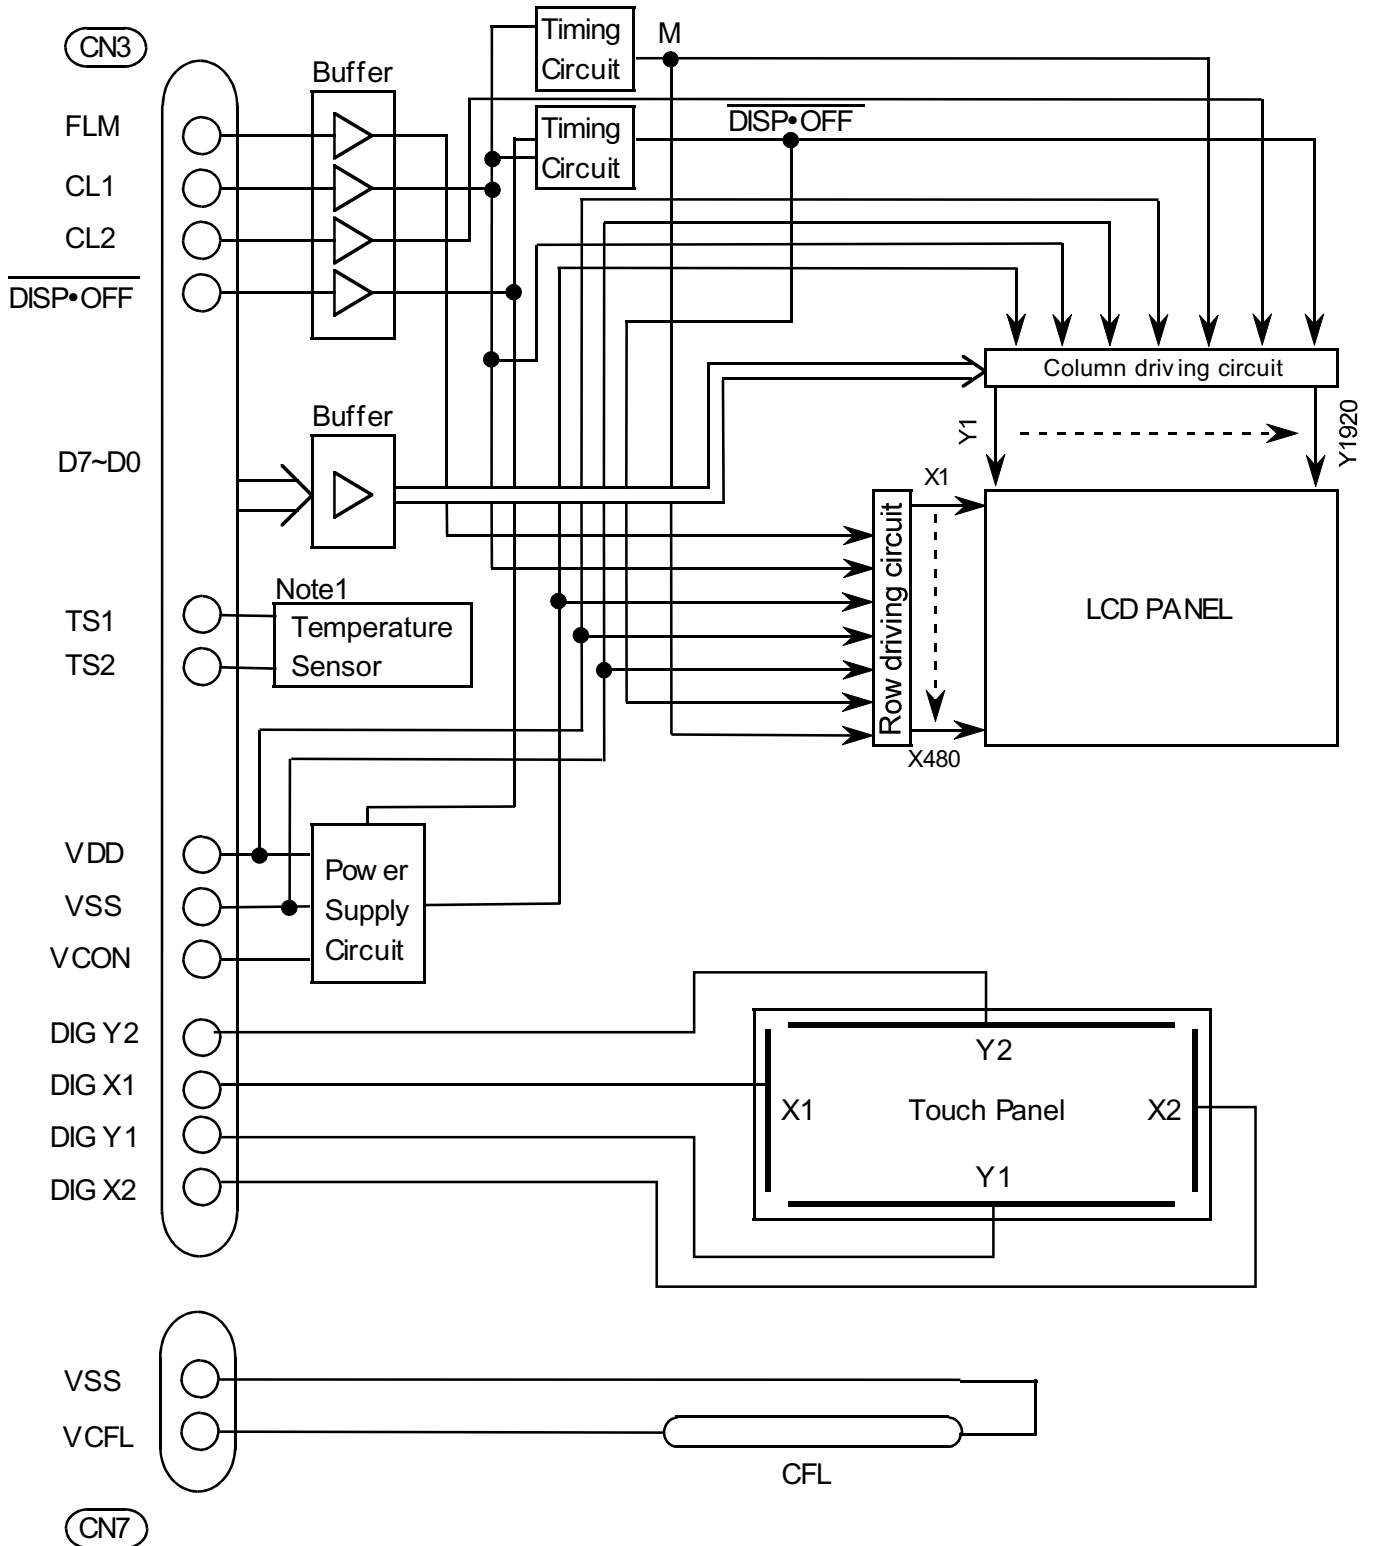 CN3
Timing
Circuit
M
Buffer
FLM
Timing
Circuit
DISP•OFF
CL1
CL2
DISP•OFF
Column driving circuit
Buffer
D7~D0
Y1
Y1920
X1
Row driving circuit
LCD PANEL
X480
Note1
TS1
TS2
Temperature
Sensor
VDD
VSS
VCON
Power
Supply
Circuit
DIG Y2
DIG X1
DIG Y1
DIG X2
Y2
X1
Touch Panel
X2
Y1
VSS
VCFL
CFL
CN7